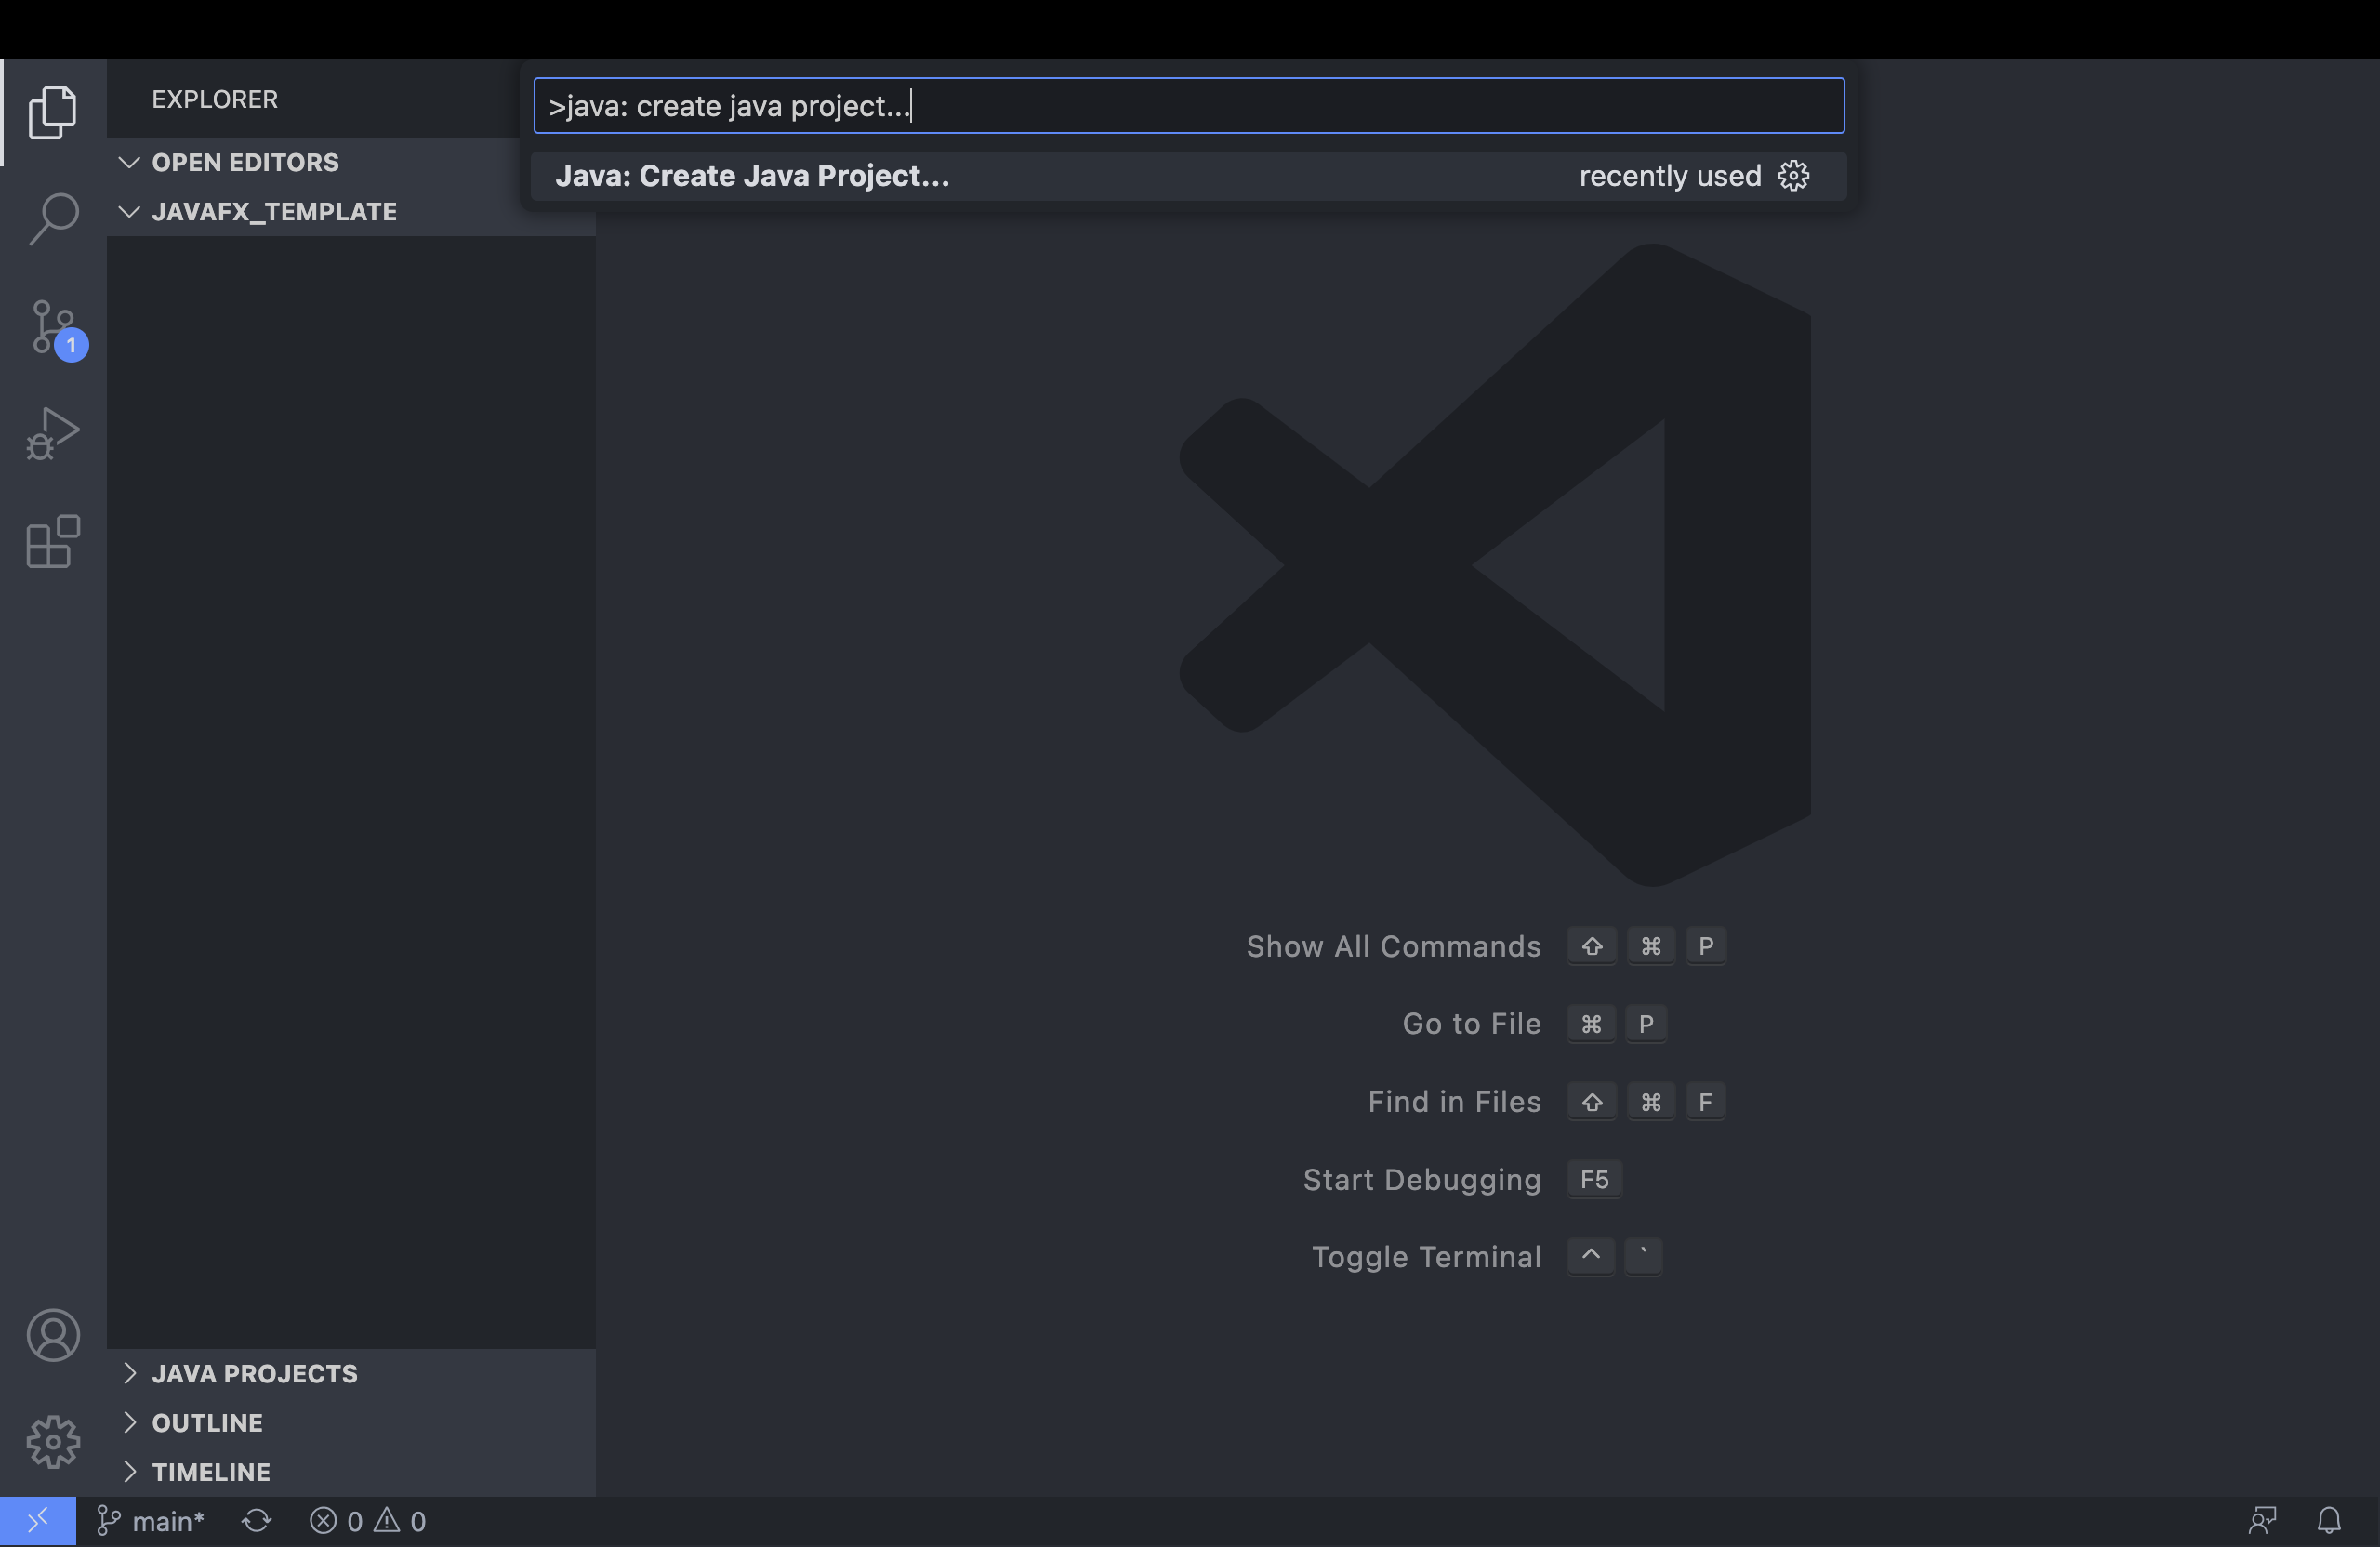 EXPLORER
>java: create java project...
Java: Create Java Project... recently used
OPEN EDITORS
JAVAFX_TEMPLATE
1
Show All Commands ⇧ ⌘ P
Go to File ⌘ P
Find in Files ⇧ ⌘ F
Start Debugging F5
Toggle Terminal ^ `
JAVA PROJECTS
OUTLINE
TIMELINE
main* 0 0